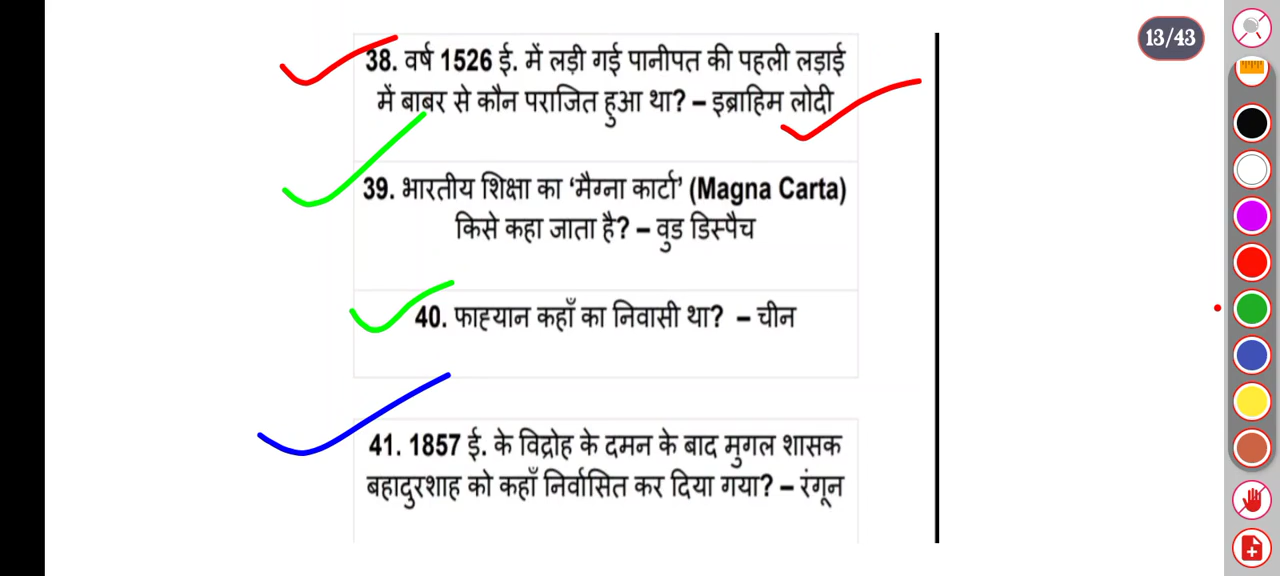 13/43
38. वर्ष 1526 ई. में लड़ी गई पानीपत की पहली लड़ाई
में बाबर से कौन पराजित हुआ था? – इब्राहिम लोदी
39. भारतीय शिक्षा का ‘मैग्ना कार्टा’ (Magna Carta)
किसे कहा जाता है? – वुड डिस्पैच
40. फाह्यान कहाँ का निवासी था? – चीन
41. 1857 ई. के विद्रोह के दमन के बाद मुगल शासक
बहादुरशाह को कहाँ निर्वासित कर दिया गया? – रंगून